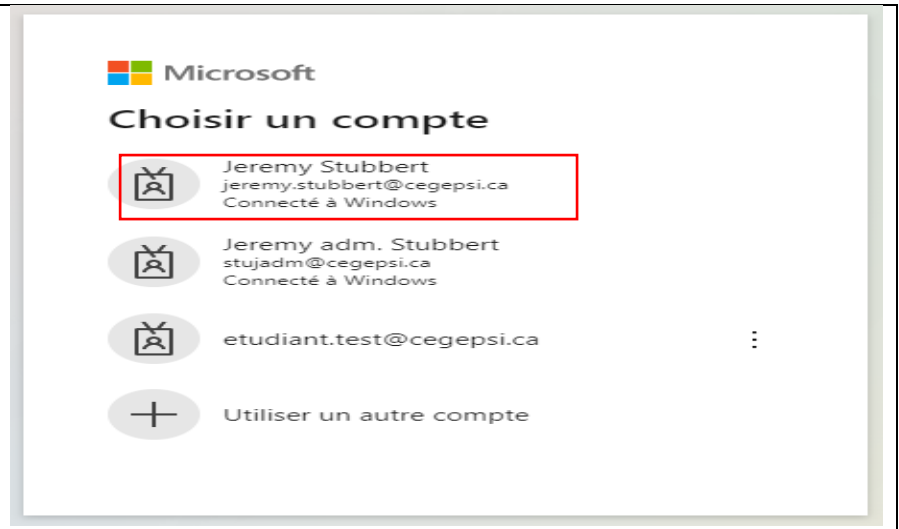 Microsoft
Choisir un compte
Jeremy Stubbert
jeremy.stubbert@cegepsi.ca
Connecté à Windows
Jeremy adm. Stubbert
stujadm@cegepsi.ca
Connecté à Windows
etudiant.test@cegepsi.ca
Utiliser un autre compte